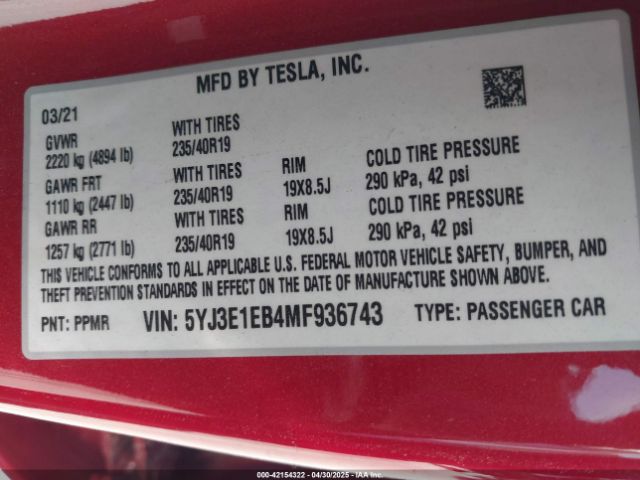 MFD BY TESLA, INC.
03/21
GVWR WITH TIRES
2220 kg (4894 lb) 235/40R19
GAWR FRT WITH TIRES RIM COLD TIRE PRESSURE
1110 kg (2447 lb) 235/40R19 19X8.5J 290 kPa, 42 psi
GAWR RR WITH TIRES RIM COLD TIRE PRESSURE
1257 kg (2771 lb) 235/40R19 19X8.5J 290 kPa, 42 psi
THIS VEHICLE CONFORMS TO ALL APPLICABLE U.S. FEDERAL MOTOR VEHICLE SAFETY, BUMPER, AND
THEFT PREVENTION STANDARDS IN EFFECT ON THE DATE OF MANUFACTURE SHOWN ABOVE.
PNT: PPMR VIN: 5YJ3E1EB4MF936743 TYPE: PASSENGER CAR
000-42154322 - 04/30/2025 - IAAI.COM